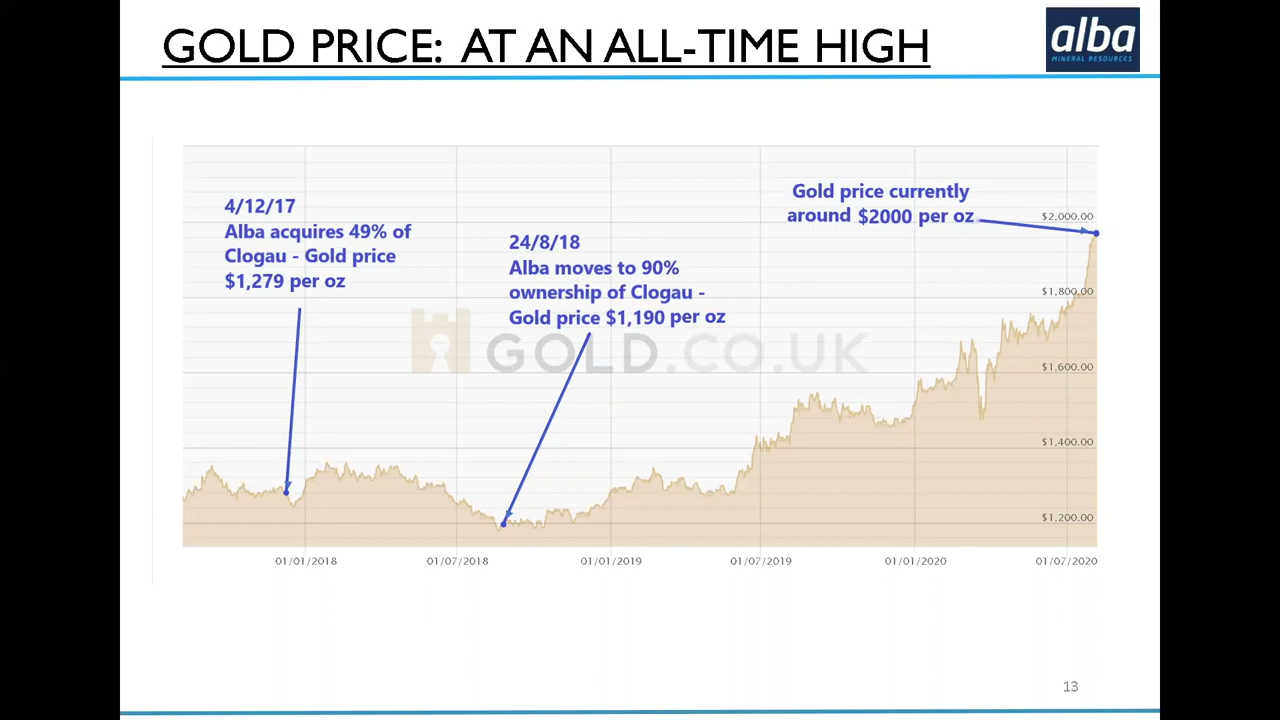 GOLD PRICE: AT AN ALL-TIME HIGH
alba
MINERAL RESOURCES
4/12/17
Alba acquires 49% of
Clogau - Gold price
$1,279 per oz
24/8/18
Alba moves to 90%
ownership of Clogau -
Gold price $1,190 per oz
Gold price currently
around $2000 per oz
GOLD.CO.UK
$2,000.00
$1,800.00
$1,600.00
$1,400.00
$1,200.00
01/01/2018 01/07/2018 01/01/2019 01/07/2019 01/01/2020 01/07/2020
13